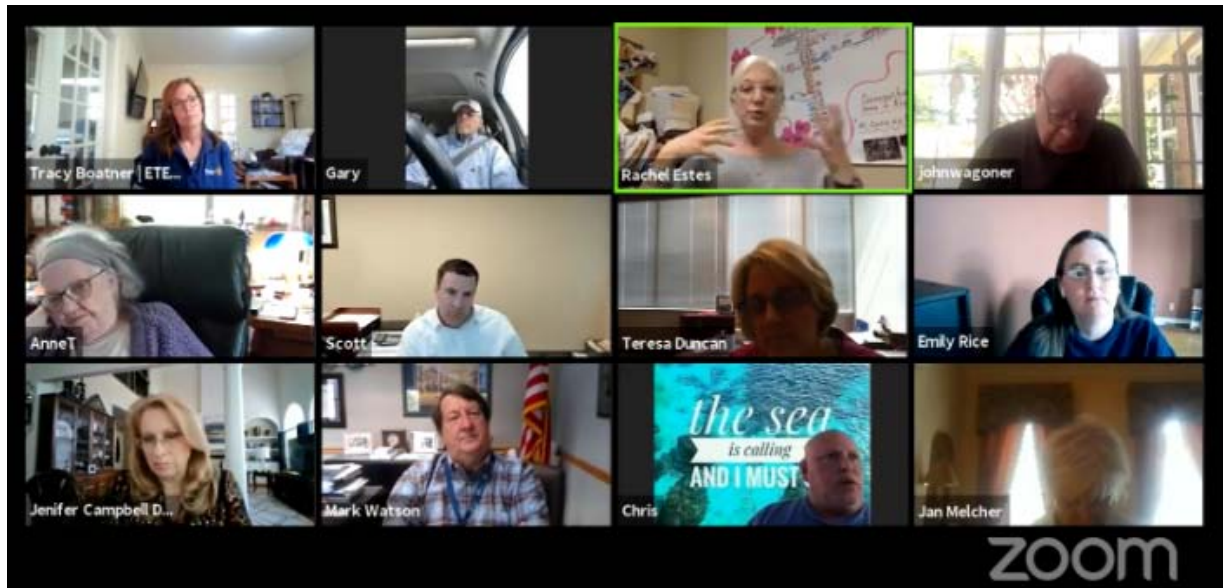 Tracy Boatner | ETE...
Gary
Rachel Estes
johnwagoner
AnneT
Scott
Teresa Duncan
Emily Rice
Jenifer Campbell D...
Mark Watson
the sea
is calling
AND I MUST
Chris
Jan Melcher
zoom